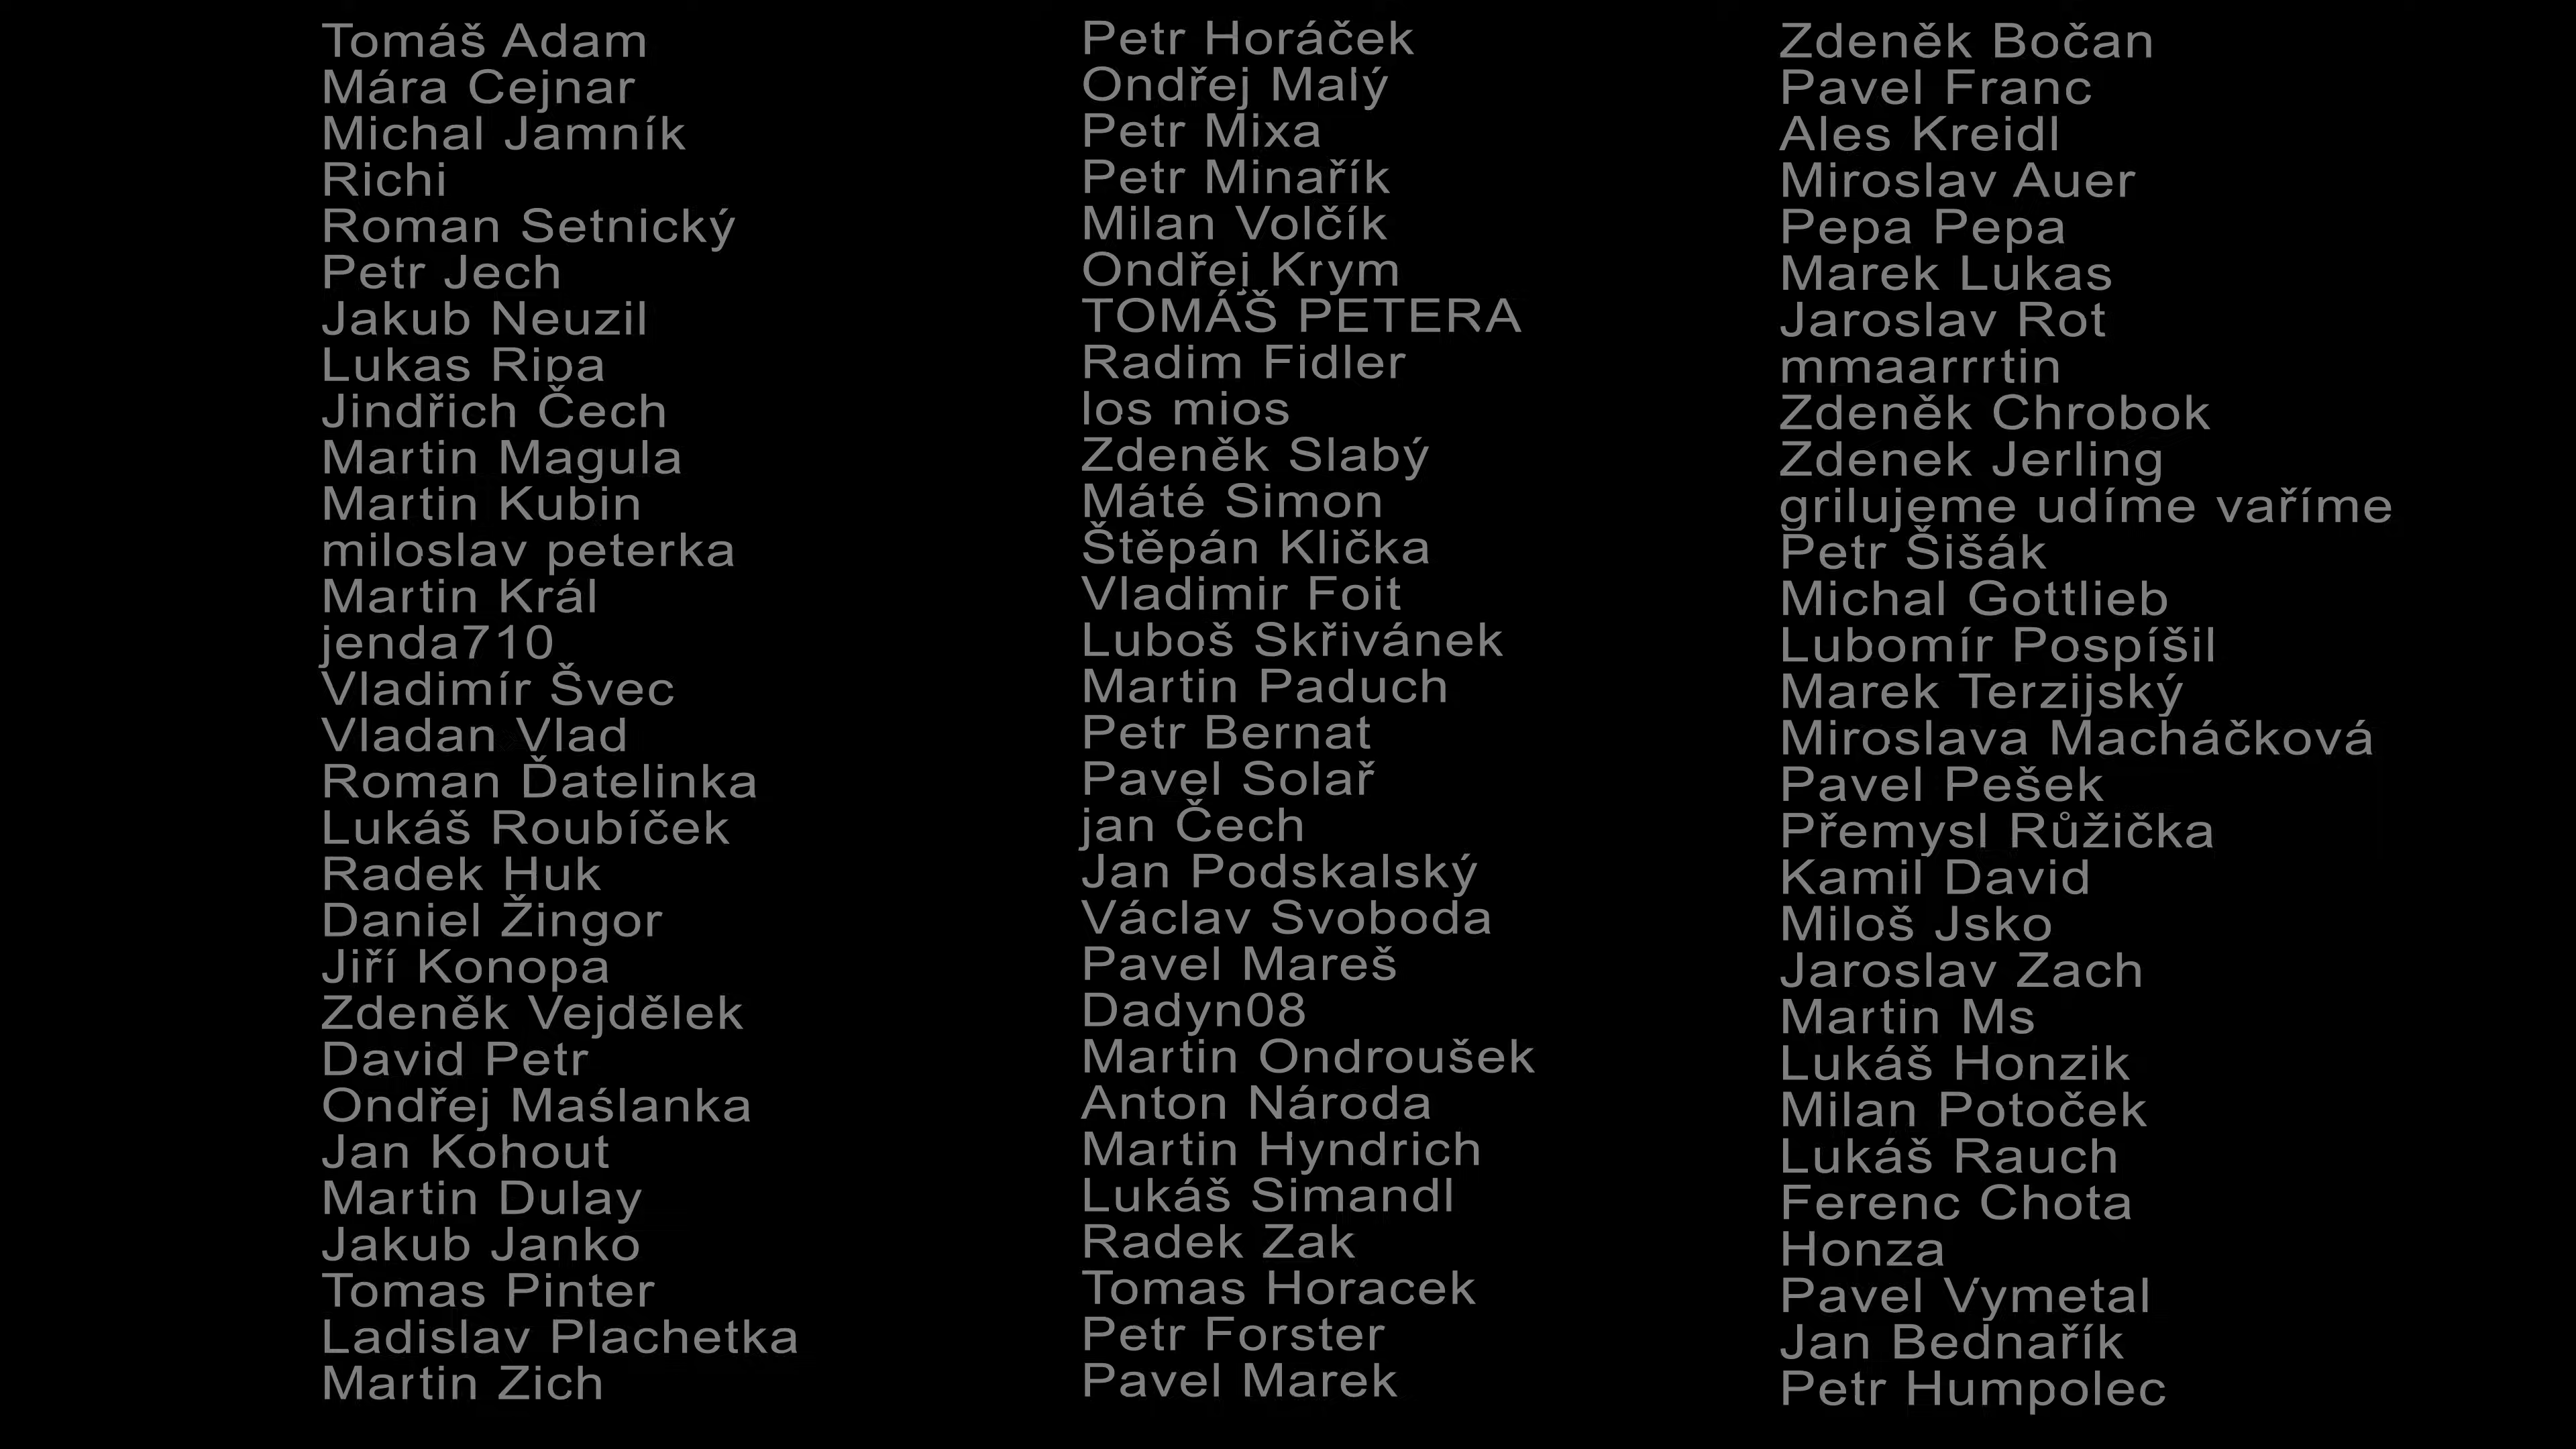 Tomáš Adam
Mára Cejnar
Michal Jamník
Richi
Roman Setnický
Petr Jech
Jakub Neuzil
Lukas Ripa
Jindřich Čech
Martin Magula
Martin Kubin
miloslav peterka
Martin Král
jenda710
Vladimír Švec
Vladan Vlad
Roman Ďatelinka
Lukáš Roubíček
Radek Huk
Daniel Žingor
Jiří Konopa
Zdeněk Vejdělek
David Petr
Ondřej Maślanka
Jan Kohout
Martin Dulay
Jakub Janko
Tomas Pinter
Ladislav Plachetka
Martin Zich
Petr Horáček
Ondřej Malý
Petr Mixa
Petr Minařík
Milan Volčík
Ondřej Krym
TOMÁŠ PETERA
Radim Fidler
los mios
Zdeněk Slabý
Máté Simon
Štěpán Klička
Vladimir Foit
Luboš Skřivánek
Martin Paduch
Petr Bernat
Pavel Solař
jan Čech
Jan Podskalský
Václav Svoboda
Pavel Mareš
Dadyn08
Martin Ondroušek
Anton Národa
Martin Hyndrich
Lukáš Simandl
Radek Zak
Tomas Horacek
Petr Forster
Pavel Marek
Zdeněk Bočan
Pavel Franc
Ales Kreidl
Miroslav Auer
Pepa Pepa
Marek Lukas
Jaroslav Rot
mmaarrrtin
Zdeněk Chrobok
Zdenek Jerling
grilujeme udíme vaříme
Petr Šišák
Michal Gottlieb
Lubomír Pospíšil
Marek Terzijský
Miroslava Macháčková
Pavel Pešek
Přemysl Růžička
Kamil David
Miloš Jsko
Jaroslav Zach
Martin Ms
Lukáš Honzik
Milan Potoček
Lukáš Rauch
Ferenc Chota
Honza
Pavel Vymetal
Jan Bednařík
Petr Humpolec